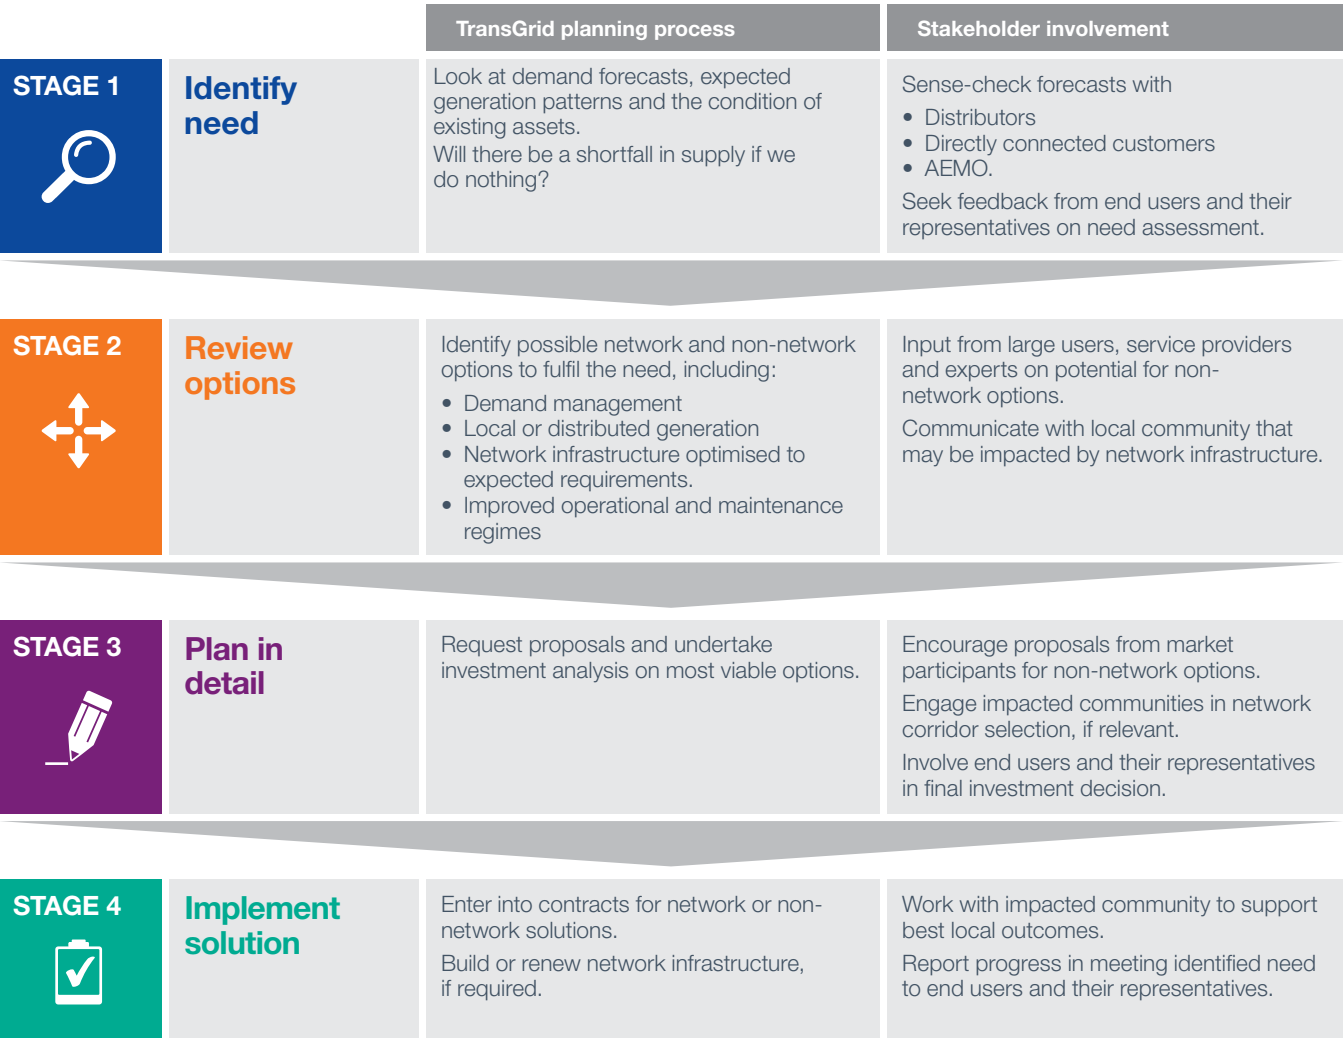 TransGrid planning process
Stakeholder involvement
STAGE 1
Identify
need
Look at demand forecasts, expected
generation patterns and the condition of
existing assets.
Will there be a shortfall in supply if we
do nothing?
Sense-check forecasts with
• Distributors
• Directly connected customers
• AEMO.
Seek feedback from end users and their
representatives on need assessment.
STAGE 2
Review
options
Identify possible network and non-network
options to fulfil the need, including:
• Demand management
• Local or distributed generation
• Network infrastructure optimised to
expected requirements.
• Improved operational and maintenance
regimes
Input from large users, service providers
and experts on potential for non-
network options.
Communicate with local community that
may be impacted by network infrastructure.
STAGE 3
Plan in
detail
Request proposals and undertake
investment analysis on most viable options.
Encourage proposals from market
participants for non-network options.
Engage impacted communities in network
corridor selection, if relevant.
Involve end users and their representatives
in final investment decision.
STAGE 4
Implement
solution
Enter into contracts for network or non-
network solutions.
Build or renew network infrastructure,
if required.
Work with impacted community to support
best local outcomes.
Report progress in meeting identified need
to end users and their representatives.